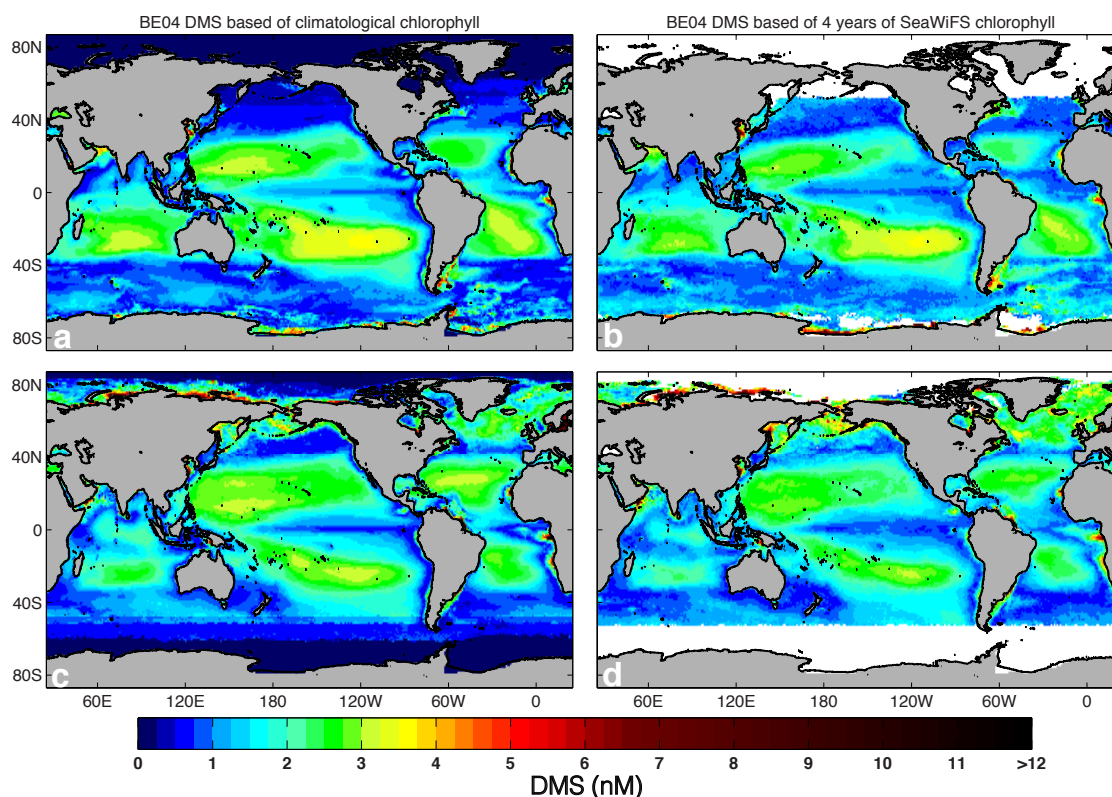 BE04 DMS based of climatological chlorophyll
BE04 DMS based of 4 years of SeaWiFS chlorophyll
80N
40N
0
40S
80S
a
b
80N
40N
0
40S
80S
c
d
60E 120E 180 120W 60W 0
60E 120E 180 120W 60W 0
0 1 2 3 4 5 6 7 8 9 10 11 >12
DMS (nM)